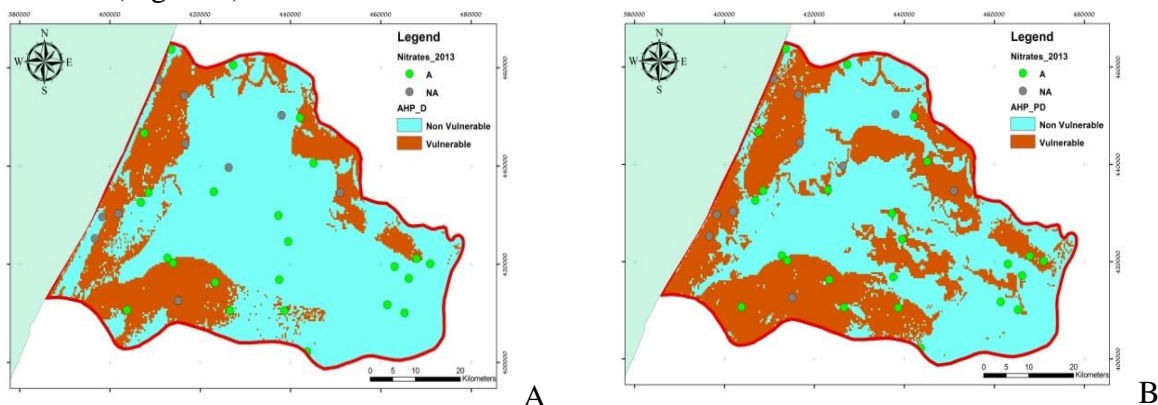 380000 400000 420000 440000 460000 480000
N
W E
S
Legend
Nitrates_2013
A
NA
AHP_D
Non Vulnerable
Vulnerable
460000
440000
420000
400000
0 5 10 20
Kilometers
A
380000 400000 420000 440000 460000 480000
N
W E
S
Legend
Nitrates_2013
A
NA
AHP_PD
Non Vulnerable
Vulnerable
460000
440000
420000
400000
0 5 10 20
Kilometers
B